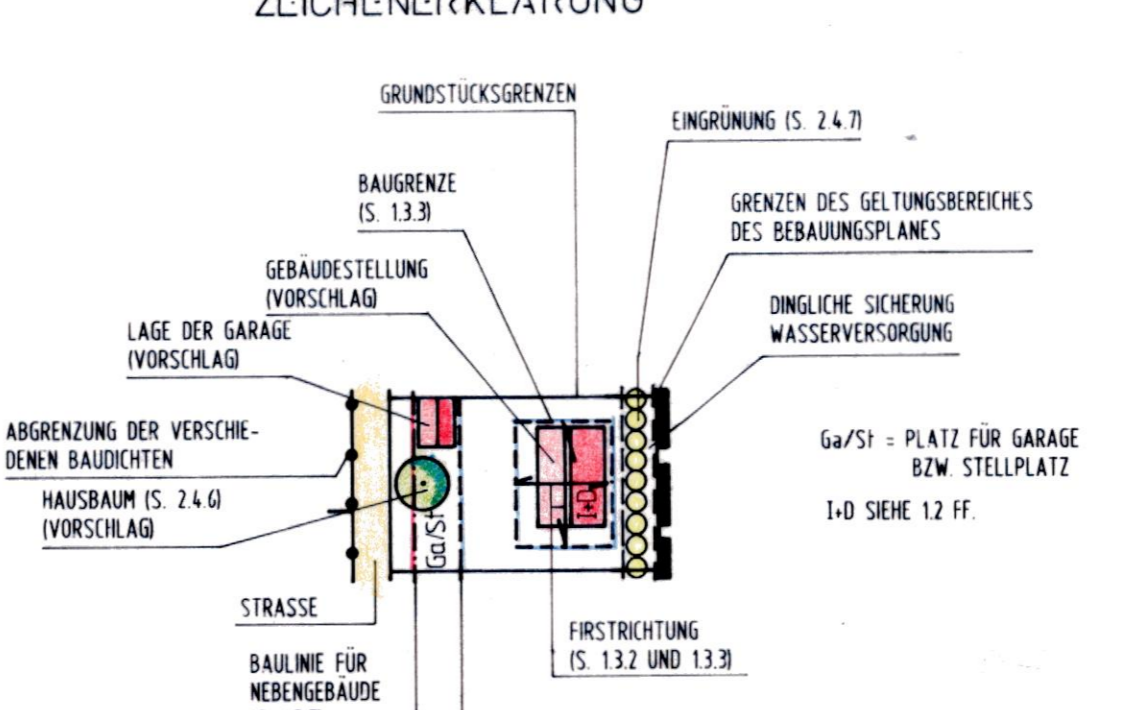 ZEICHENERKLÄRUNG
GRUNDSTÜCKSGRENZEN
EINGRÜNUNG (S. 2.4.7)
BAUGRENZE
(S. 1.3.3)
GRENZEN DES GELTUNGSBEREICHES
DES BEBAUUNGSPLANES
GEBÄUDESTELLUNG
(VORSCHLAG)
DINGLICHE SICHERUNG
WASSERVERSORGUNG
LAGE DER GARAGE
(VORSCHLAG)
ABGRENZUNG DER VERSCHIE-
DENEN BAUDICHTEN
Ga/St = PLATZ FÜR GARAGE
BZW. STELLPLATZ
HAUSBAUM (S. 2.4.6)
(VORSCHLAG)
I+D SIEHE 1.2 FF.
Ga/St
I+D
STRASSE
FIRSTRICHTUNG
(S. 1.3.2 UND 1.3.3)
BAULINIE FÜR
NEBENGEBÄUDE